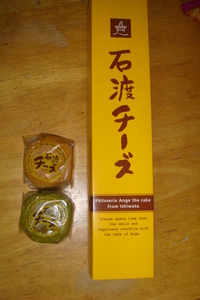 石渡チーズ
Pâtisserie Ange the cake
from Ishiwata
Please spend time that
the smile and
happiness overflow with
the cake of Ange